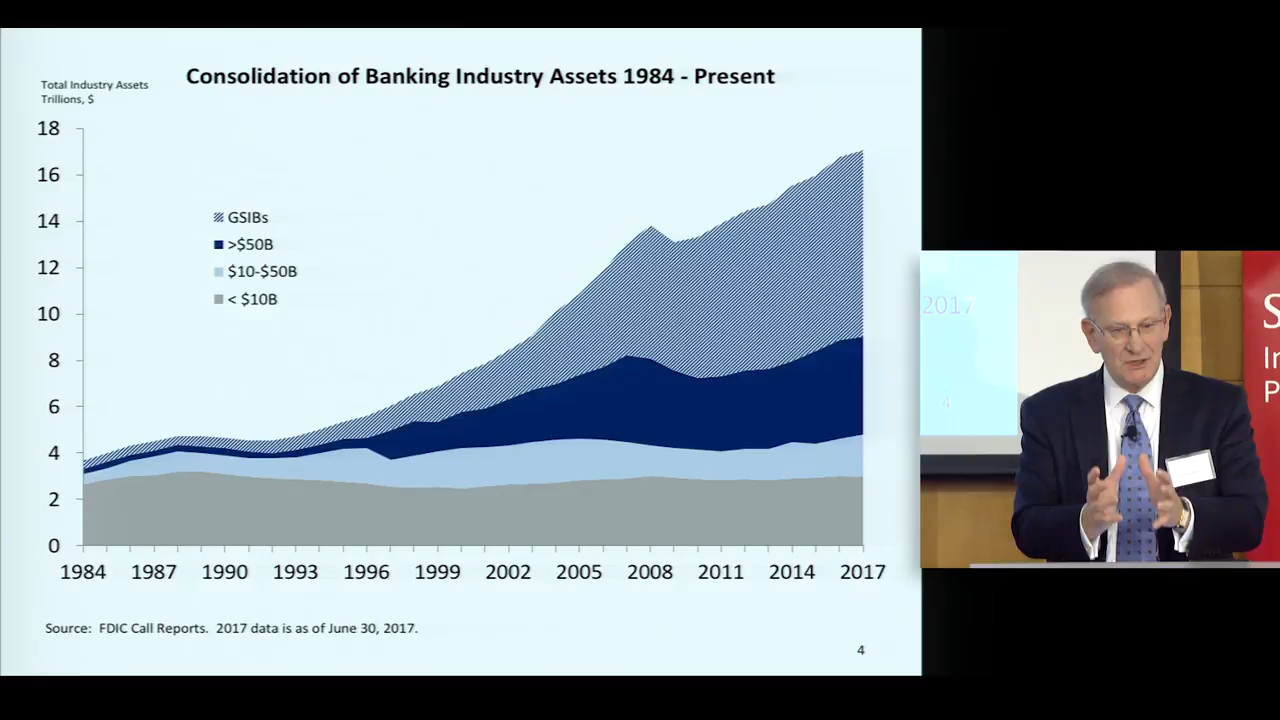 Consolidation of Banking Industry Assets 1984 - Present
Total Industry Assets
Trillions, $
18
16
14
12
10
8
6
4
2
0
GSIBs
>$50B
$10-$50B
< $10B
1984 1987 1990 1993 1996 1999 2002 2005 2008 2011 2014 2017
Source: FDIC Call Reports. 2017 data is as of June 30, 2017.
4
2017
4
S
In
P